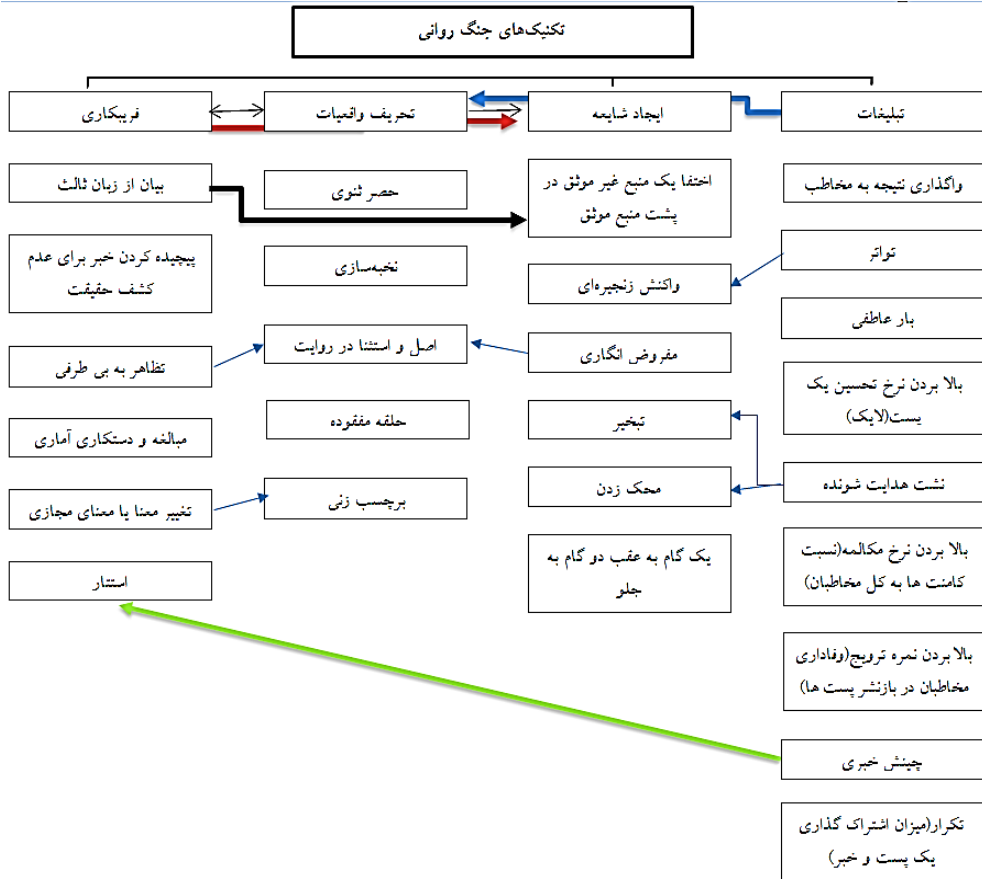 تکنیک‌های جنگ روانی
تبلیغات
ایجاد شایعه
تحریف واقعیات
فریبکاری
واگذاری نتیجه به مخاطب
تواتر
بار عاطفی
بالا بردن نرخ تحسین یک
پست(لایک)
نشت هدایت شونده
بالا بردن نرخ مکالمه(نسبت
کامنت ها به کل مخاطبان)
بالا بردن نمره ترویج(وفاداری
مخاطبان در بازنشر پست ها)
چینش خبری
تکرار(میزان اشتراک گذاری
یک پست و خبر)
اختفا یک منبع غیر موثق در
پشت منبع موثق
واکنش زنجیره‌ای
مفروض انگاری
تبخیر
محک زدن
یک گام به عقب دو گام به
جلو
حصر ثنوی
نخبه‌سازی
اصل و استثنا در روایت
حلقه مفقوده
برچسب زنی
بیان از زبان ثالث
پیچیده کردن خبر برای عدم
کشف حقیقت
تظاهر به بی طرفی
مبالغه و دستکاری آماری
تغییر معنا یا معنای مجازی
استتار